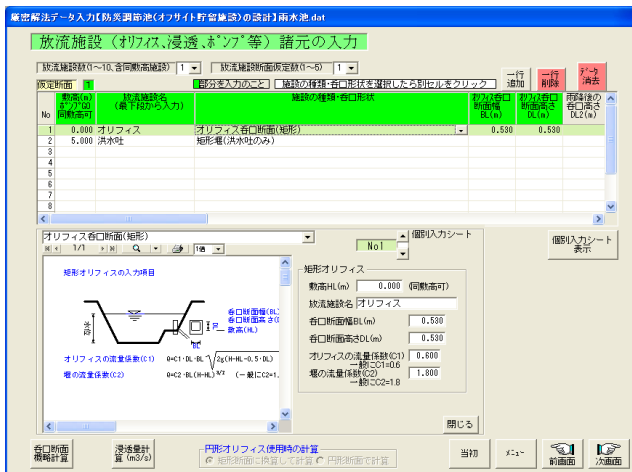 厳密解法データ入力【防災調節池(オフサイト貯留施設)の設計】雨水池.dat
放流施設 (オリフィス、浸透、ポンプ等) 諸元の入力
放流施設数(1~10、含同敷高施設) 1
放流施設断面仮定数(1~6) 1
仮定断面 1
部分を入力のこと
施設の種類・呑口形状を選択したら別セルをクリック
一行追加
一行削除
データ消去
No
敷高(m)
ポンプは0
同敷高可
放流施設名
(最下段から入力)
施設の種類・呑口形状
オリフィス呑口
断面幅
BL(m)
オリフィス呑口
断面高さ
DL(m)
雨降後の
呑口高さ
DL2(m)
1 0.000 オリフィス オリフィス呑口断面(矩形) 0.530 0.530
2 5.000 洪水吐 矩形堰(洪水吐のみ)
3
4
5
6
7
8
オリフィス呑口断面(矩形)
1/1 1倍
No1
個別入力シート
個別入力シート
表示
矩形オリフィスの入力項目
水位
呑口断面幅(BL)
呑口断面高さ(D
敷高(HL)
BL
オリフィスの流量係数(C1) Q=C1・DL・BL・√2g(H-HL-0.5・DL)
堰の流量係数(C2) Q=C2・BL(H-HL)^3/2 (一般にC2=1.
矩形オリフィス
敷高HL(m) 0.000 (同敷高可)
放流施設名 オリフィス
呑口断面幅BL(m) 0.530
呑口断面高さDL(m) 0.530
オリフィスの流量係数(C1) 0.600
一般にC1=0.6
堰の流量係数(C2) 1.800
一般にC2=1.8
閉じる
呑口断面
概略計算
浸透量計
算 (m3/s)
円形オリフィス使用時の計算
矩形断面に換算して計算 円形断面で計算
当初
メニュー
前画面
次画面